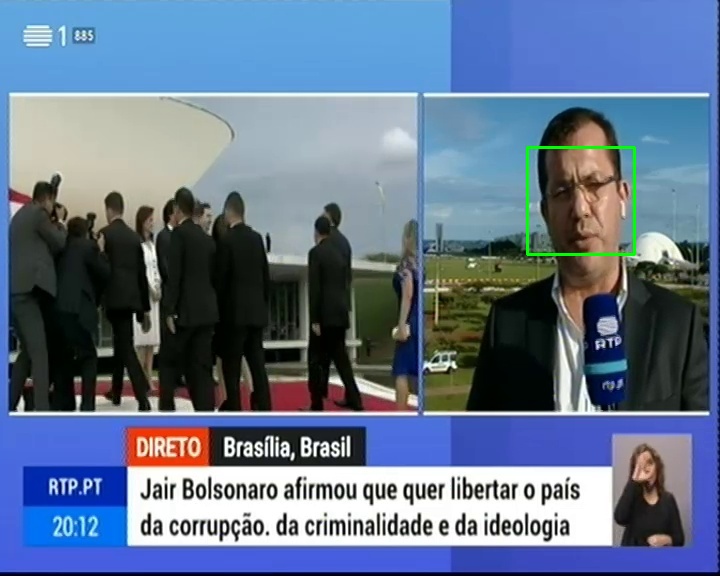 1 885
RTP
rtp.pt
DIRETO Brasília, Brasil
RTP.PT
20:12
Jair Bolsonaro afirmou que quer libertar o país
da corrupção. da criminalidade e da ideologia